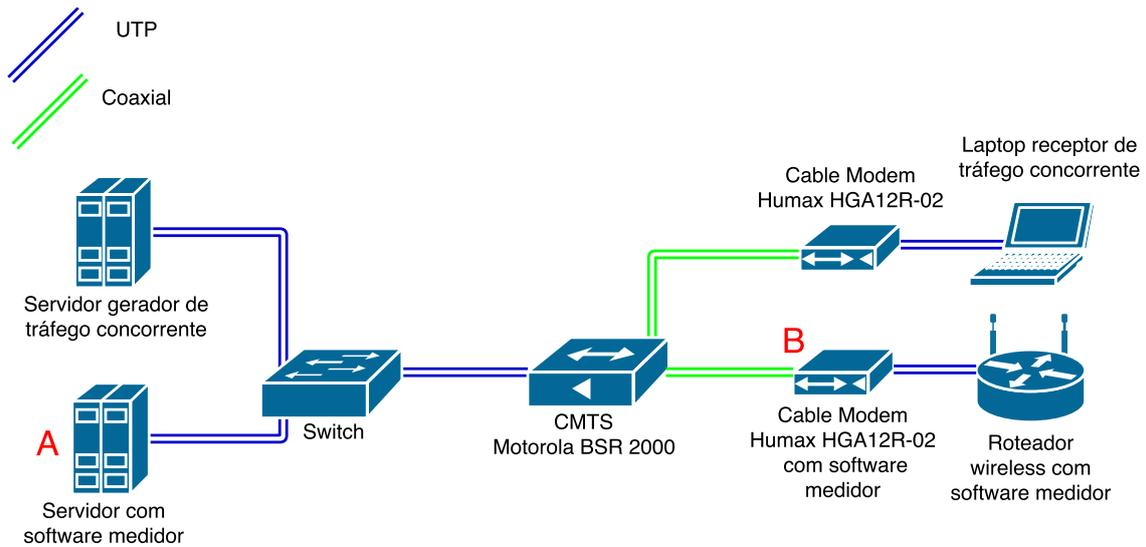 UTP
Coaxial
Laptop receptor de
tráfego concorrente
Cable Modem
Humax HGA12R-02
Servidor gerador de
tráfego concorrente
B
Switch
CMTS
Motorola BSR 2000
Cable Modem
Humax HGA12R-02
com software
medidor
Roteador
wireless com
software medidor
A
Servidor com
software medidor